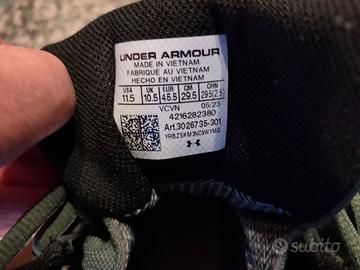 UNDER ARMOUR
MADE IN VIETNAM
FABRIQUÉ AU VIETNAM
HECHO EN VIETNAM
USA UK EUR CM CHN
11.5 10.5 45.5 29.5 295(2.5)
VCVN 05/23
4216282380
Art.3026735-301
YRBZSKM3NC9WYMQ
subito